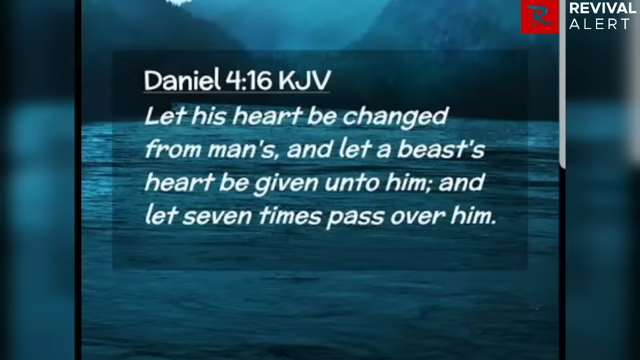 REVIVAL
ALERT
Daniel 4:16 KJV
Let his heart be changed
from man's, and let a beast's
heart be given unto him; and
let seven times pass over him.